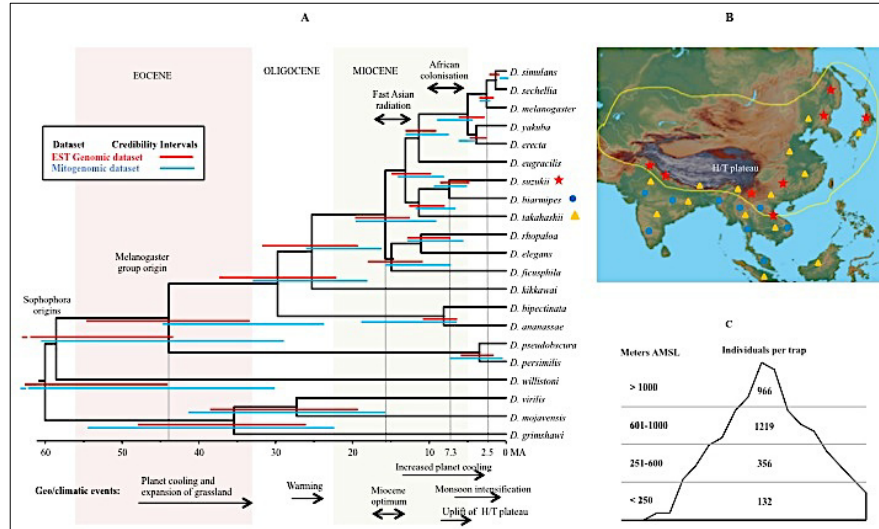 A
EOCENE
OLIGOCENE
MIOCENE
African
colonisation
Fast Asian
radiation
Dataset Credibility Intervals
EST Genomic dataset
Mitogenomic dataset
Melanogaster
group origin
Sophophora
origins
D. simulans
D. sechellia
D. melanogaster
D. yakuba
D. erecta
D. eugracilis
D. suzukii
D. biarmipes
D. takahashii
D. rhopaloa
D. elegans
D. ficusphila
D. kikkawai
D. bipectinata
D. ananassae
D. pseudobscura
D. persimilis
D. willistoni
D. virilis
D. mojavensis
D. grimshawi
60 50 40 30 20 10 7.3 2.5 0 MA
Increased planet cooling
Geo/climatic events:
Planet cooling and
expansion of grassland
Warming
Miocene
optimum
Monsoon intensification
Uplift of H/T plateau
B
H/T plateau
C
Meters AMSL Individuals per trap
> 1000 966
601-1000 1219
251-600 356
< 250 132